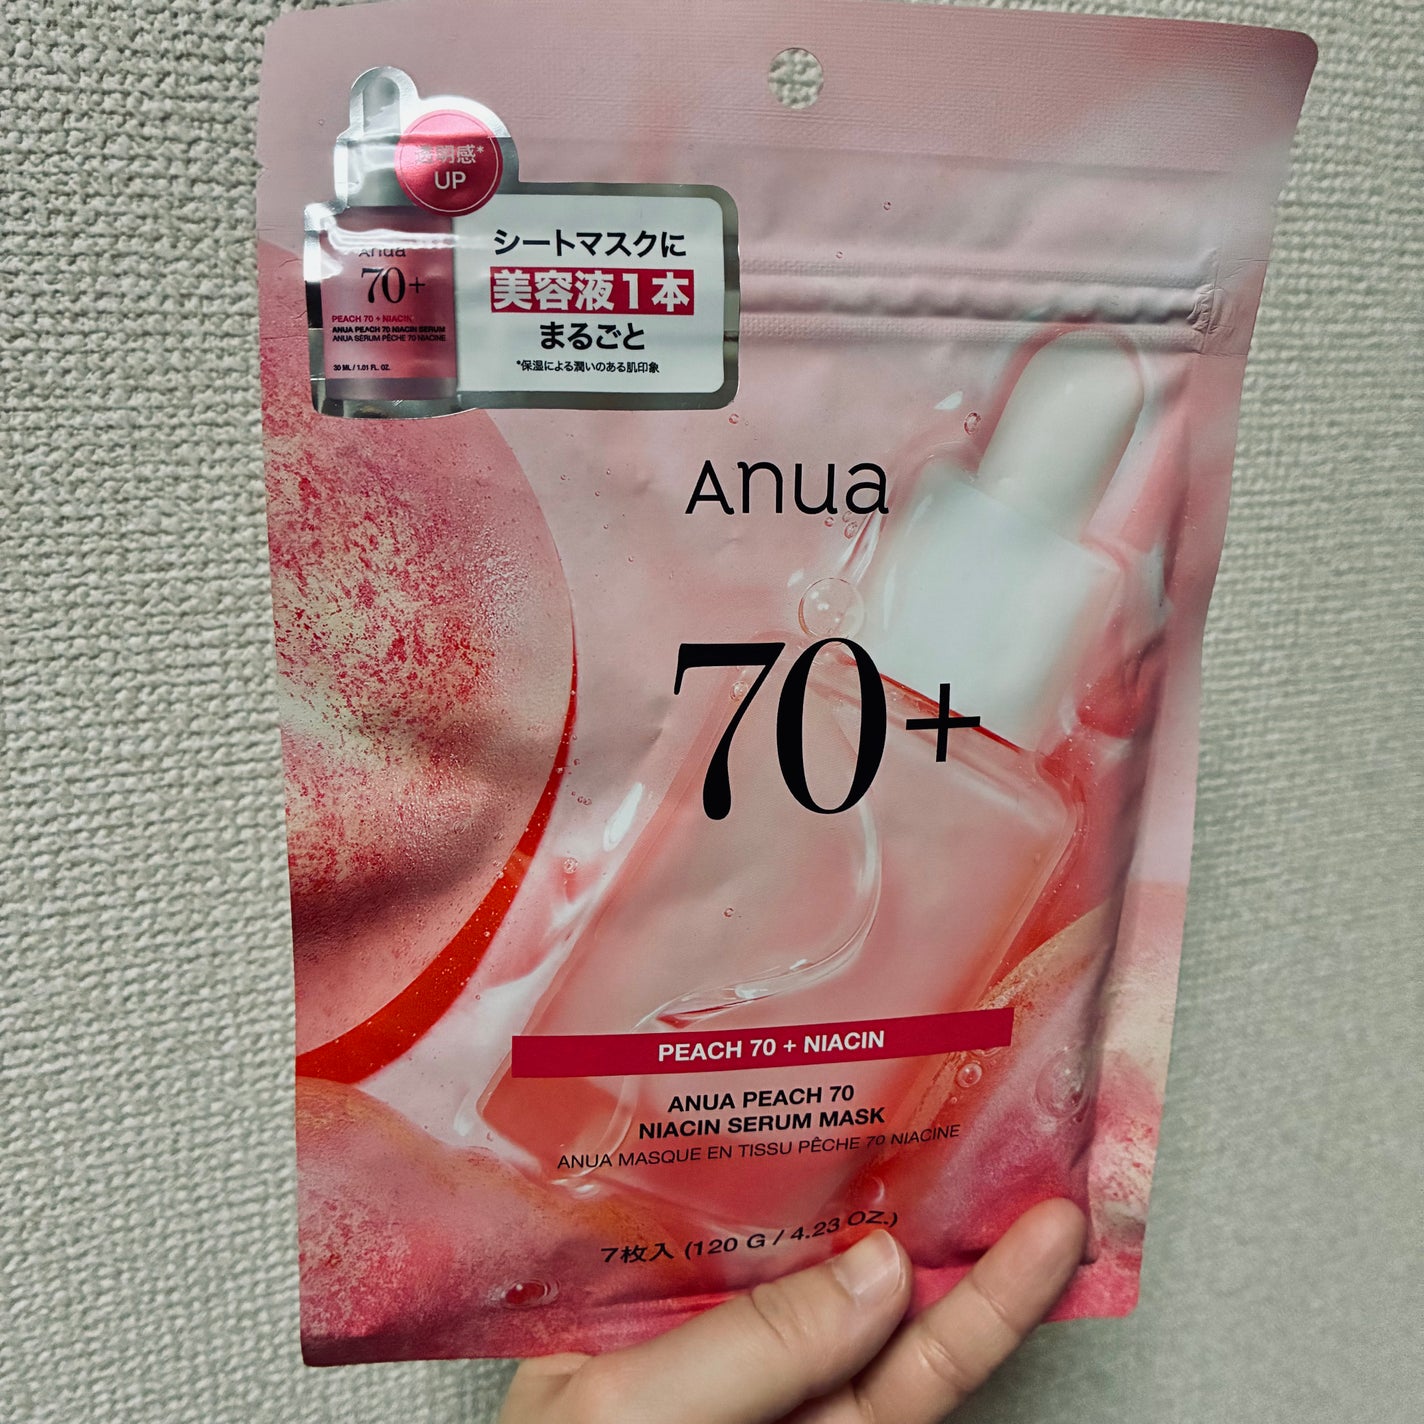 透明感*
UP
シートマスクに
美容液1本
まるごと
*保湿による潤いのある肌印象
Anua
70+
PEACH 70 + NIACIN
ANUA PEACH 70 NIACIN SERUM
ANUA SÉRUM PÊCHE 70 NIACINE
30 ML / 1.01 FL. OZ.
Anua
70+
PEACH 70 + NIACIN
ANUA PEACH 70
NIACIN SERUM MASK
ANUA MASQUE EN TISSU PÊCHE 70 NIACINE
7枚入 (120 G / 4.23 OZ.)